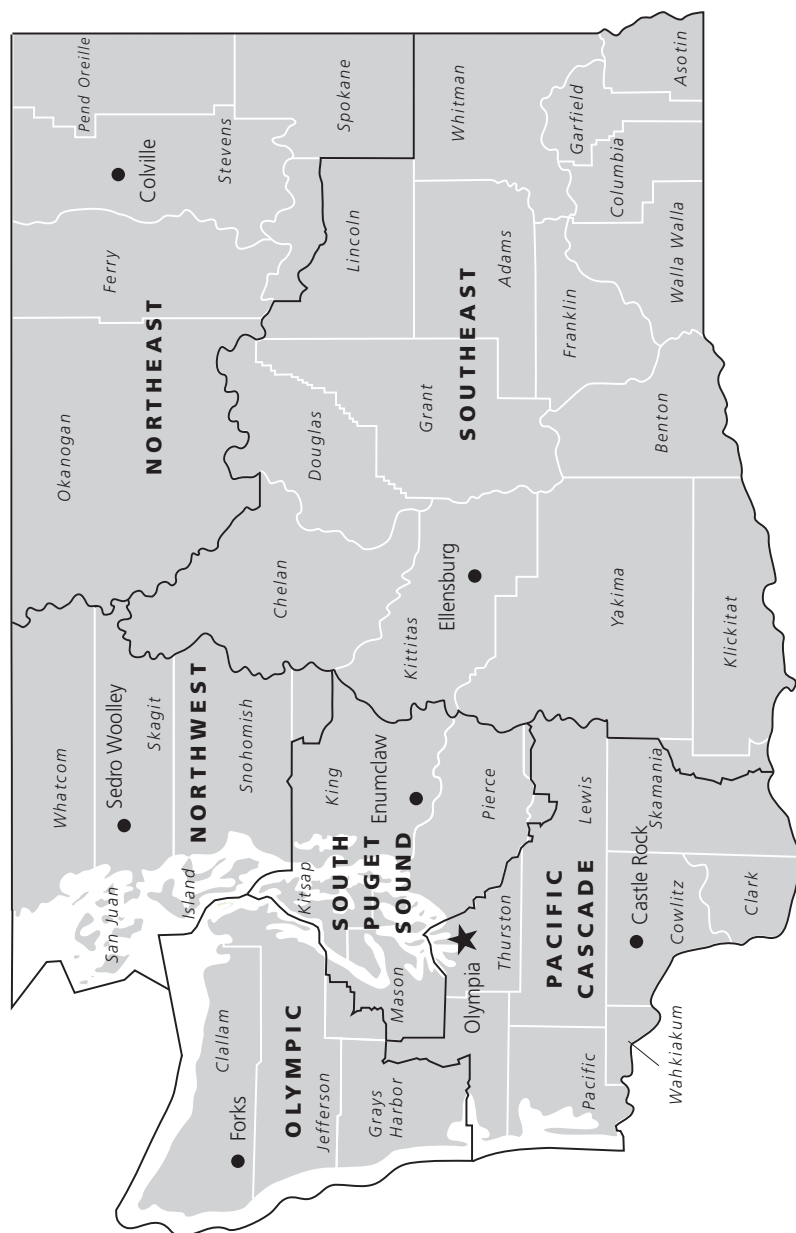 Whatcom
San Juan
Sedro Woolley
Skagit
Island
NORTHWEST
Snohomish
Okanogan
NORTHEAST
Ferry
Pend Oreille
Colville
Stevens
Spokane
Clallam
Forks
OLYMPIC
Jefferson
Grays
Harbor
Kitsap
SOUTH
PUGET
SOUND
King
Enumclaw
Mason
Pierce
Chelan
Douglas
Kittitas
Ellensburg
Grant
Lincoln
SOUTHEAST
Adams
Whitman
Olympia
Thurston
PACIFIC
CASCADE
Lewis
Pacific
Wahkiakum
Castle Rock
Cowlitz
Skamania
Clark
Yakima
Klickitat
Benton
Franklin
Walla Walla
Columbia
Garfield
Asotin